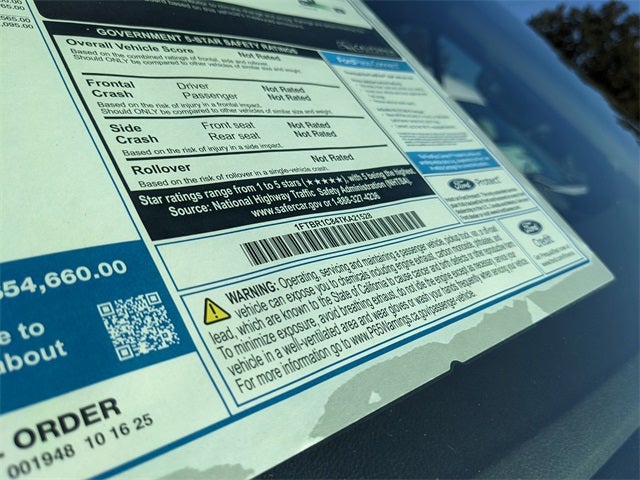 565.00
,095.00
GOVERNMENT 5-STAR SAFETY RATINGS
Overall Vehicle Score Not Rated
Based on the combined ratings of frontal, side and rollover.
Should ONLY be compared to other vehicles of similar size and weight.
Frontal Crash
Driver Not Rated
Passenger Not Rated
Based on the risk of injury in a frontal impact.
Should ONLY be compared to other vehicles of similar size and weight.
Side Crash
Front seat Not Rated
Rear seat Not Rated
Based on the risk of injury in a side impact.
Rollover Not Rated
Based on the risk of rollover in a single-vehicle crash.
Star ratings range from 1 to 5 stars (★★★★★), with 5 being the highest.
Source: National Highway Traffic Safety Administration (NHTSA).
www.safercar.gov or 1-888-327-4236
1FTBR1C84TKA21528
WARNING: Operating, servicing and maintaining a passenger vehicle, pickup truck, van, or off-road
vehicle can expose you to chemicals including engine exhaust, carbon monoxide, phthalates, and
lead, which are known to the State of California to cause cancer and birth defects or other reproductive harm.
To minimize exposure, avoid breathing exhaust, do not idle the engine except as necessary, service your
vehicle in a well-ventilated area and wear gloves or wash your hands frequently when servicing your vehicle.
For more information go to www.P65Warnings.ca.gov/passenger-vehicle.
FordPass Connect
Ford
Protect
Ford
Credit
$54,660.00
e to
about
ORDER
001948 10 16 25